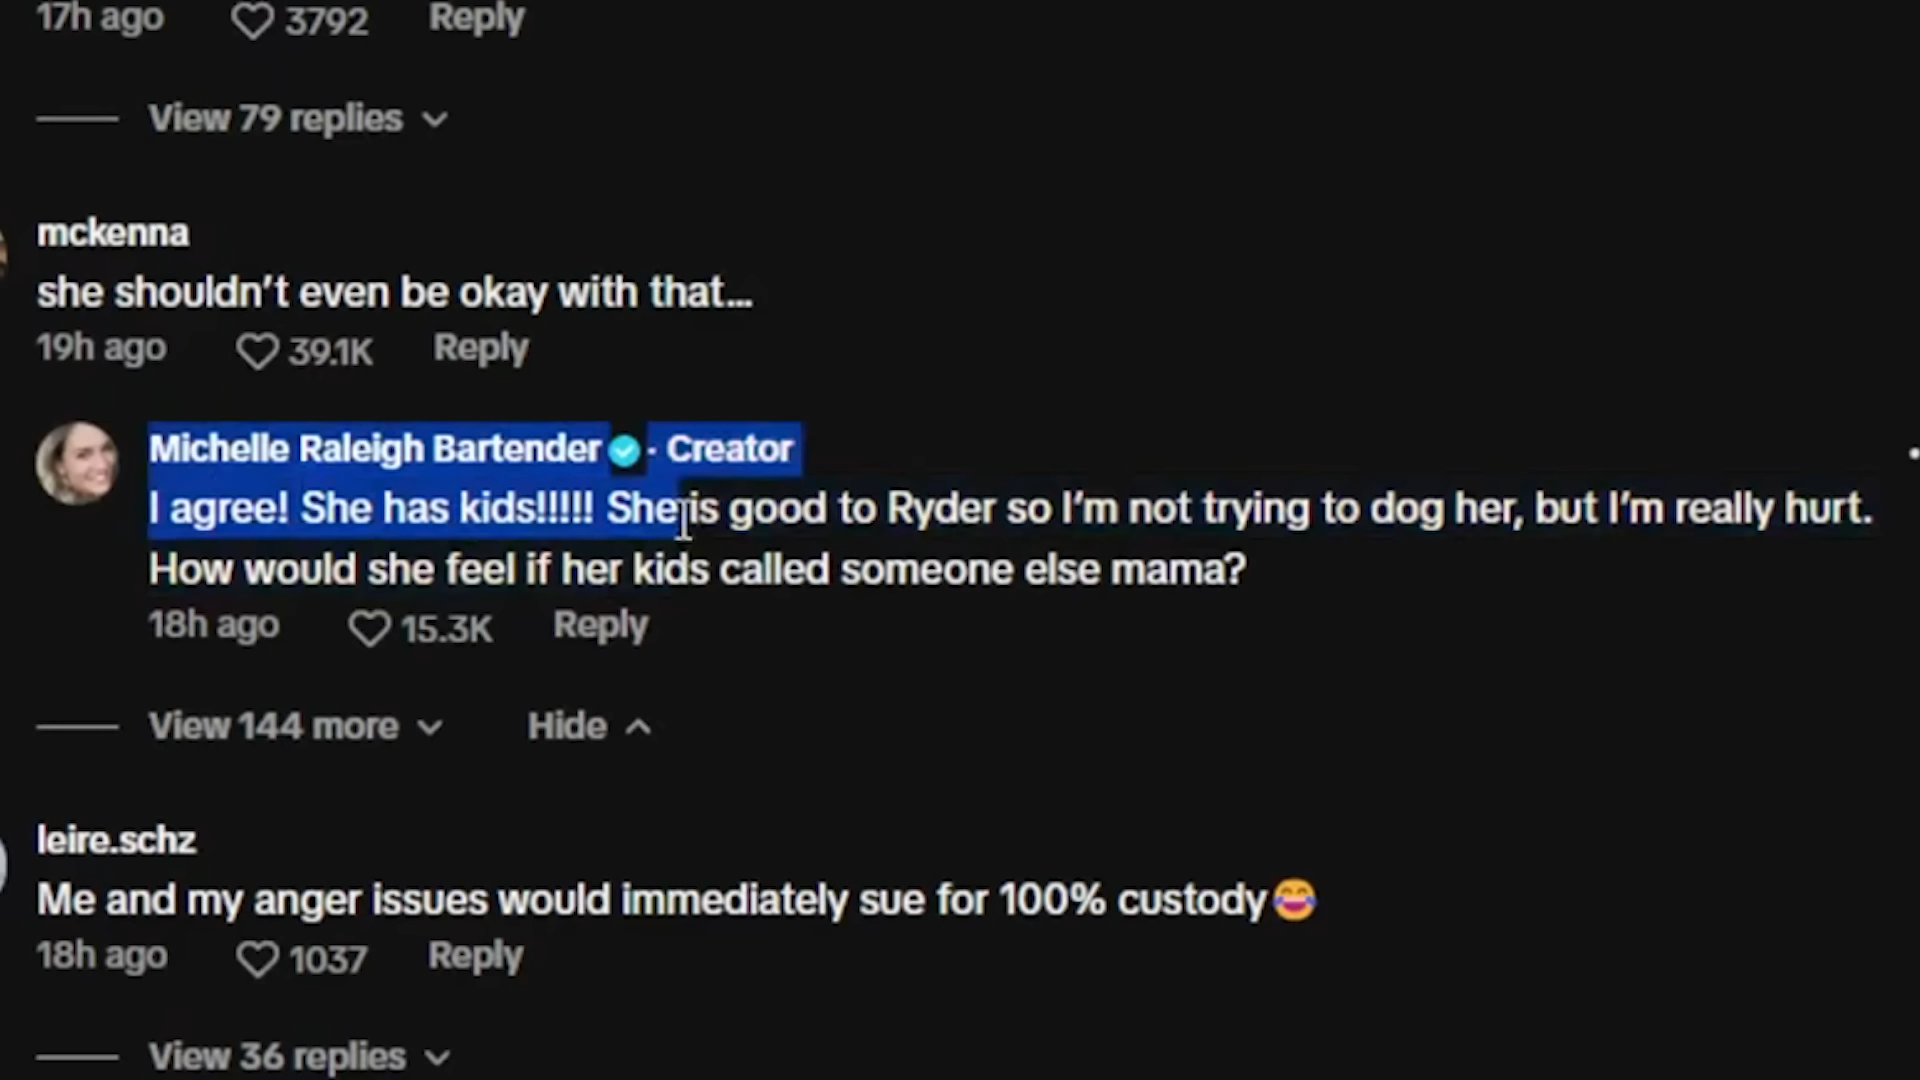 17h ago 3792 Reply
View 79 replies
mckenna
she shouldn't even be okay with that...
19h ago 39.1K Reply
Michelle Raleigh Bartender · Creator
I agree! She has kids!!!!! She is good to Ryder so I'm not trying to dog her, but I'm really hurt.
How would she feel if her kids called someone else mama?
18h ago 15.3K Reply
View 144 more Hide
leire.schz
Me and my anger issues would immediately sue for 100% custody😂
18h ago 1037 Reply
View 36 replies